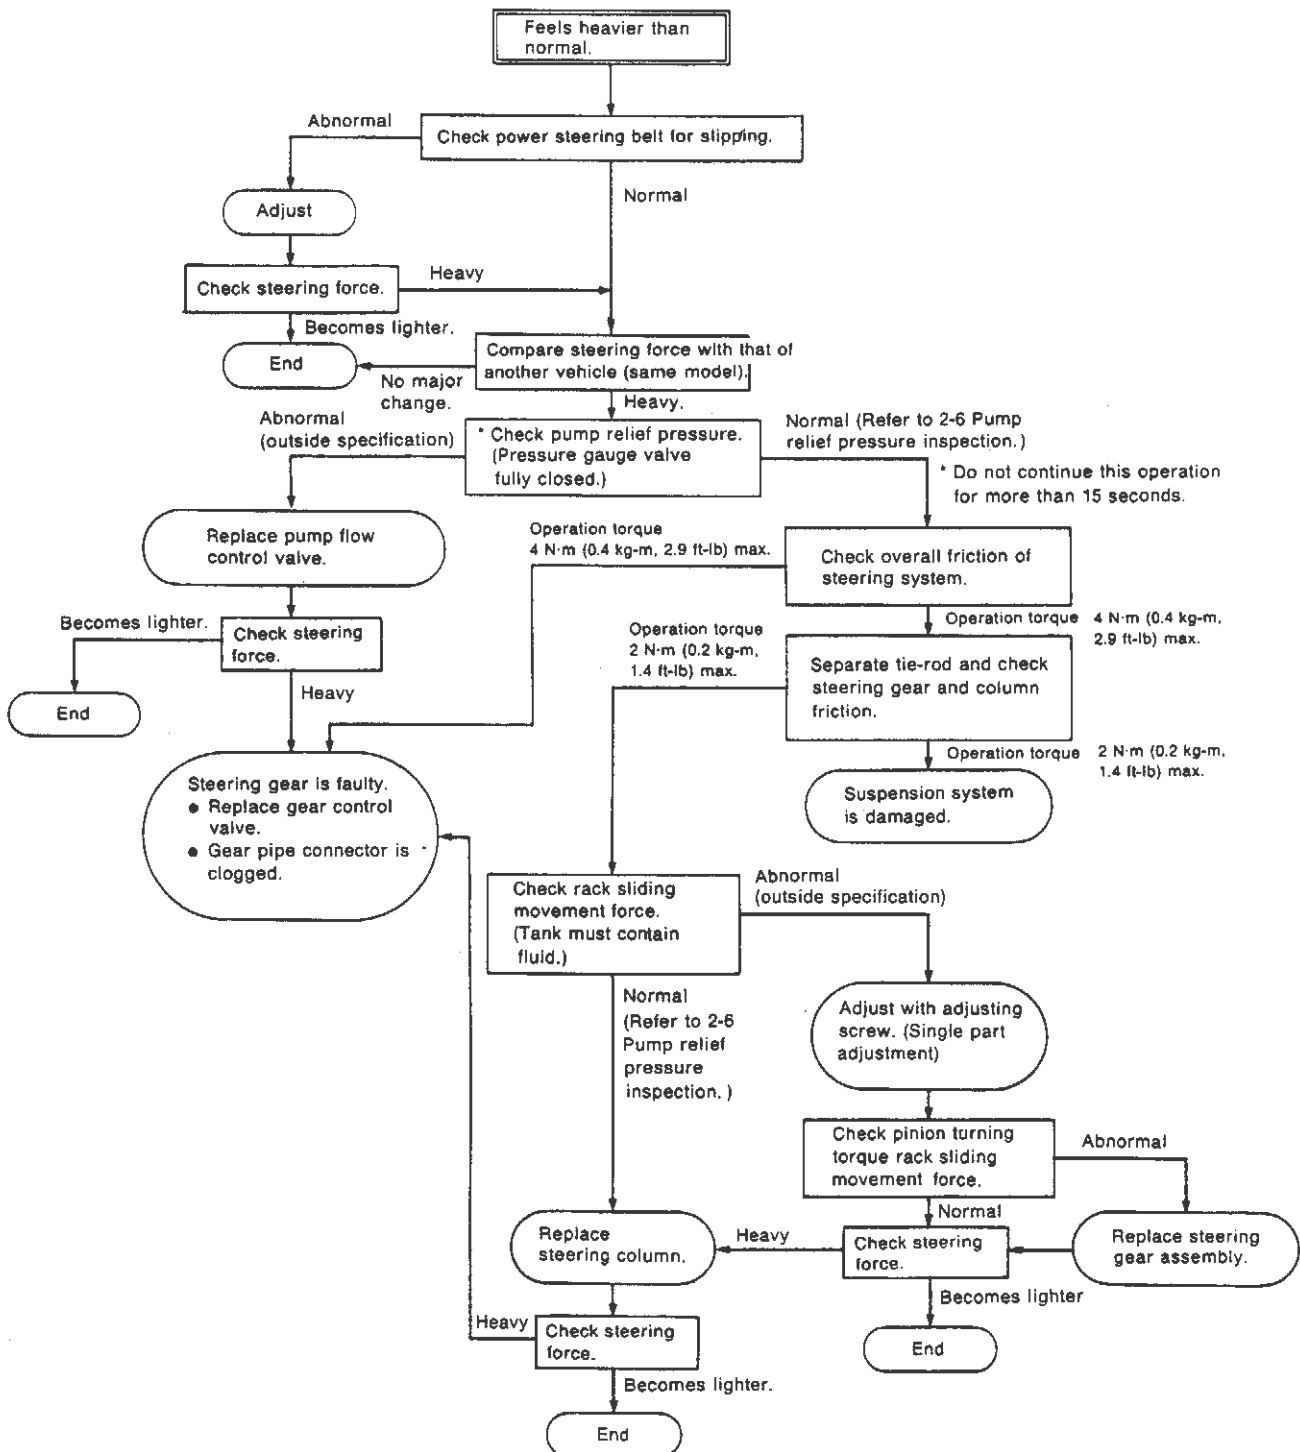 Feels heavier than
normal.
Abnormal
Check power steering belt for slipping.
Normal
Adjust
Check steering force.
Heavy
Becomes lighter.
End
Compare steering force with that of
another vehicle (same model).
No major
change.
Heavy.
Abnormal
(outside specification)
* Check pump relief pressure.
(Pressure gauge valve
fully closed.)
Normal (Refer to 2-6 Pump
relief pressure inspection.)
* Do not continue this operation
for more than 15 seconds.
Replace pump flow
control valve.
Operation torque
4 N·m (0.4 kg-m, 2.9 ft-lb) max.
Check overall friction of
steering system.
Becomes lighter.
Check steering
force.
Operation torque
2 N·m (0.2 kg-m,
1.4 ft-lb) max.
Operation torque 4 N·m (0.4 kg-m,
2.9 ft-lb) max.
Separate tie-rod and check
steering gear and column
friction.
End
Heavy
Operation torque 2 N·m (0.2 kg-m,
1.4 ft-lb) max.
Steering gear is faulty.
● Replace gear control
valve.
● Gear pipe connector is
clogged.
Suspension system
is damaged.
Check rack sliding
movement force.
(Tank must contain
fluid.)
Abnormal
(outside specification)
Normal
(Refer to 2-6
Pump relief
pressure
inspection. )
Adjust with adjusting
screw. (Single part
adjustment)
Check pinion turning
torque rack sliding
movement force.
Abnormal
Normal
Replace
steering column.
Heavy
Check steering
force.
Replace steering
gear assembly.
Becomes lighter
Heavy
Check steering
force.
End
Becomes lighter.
End